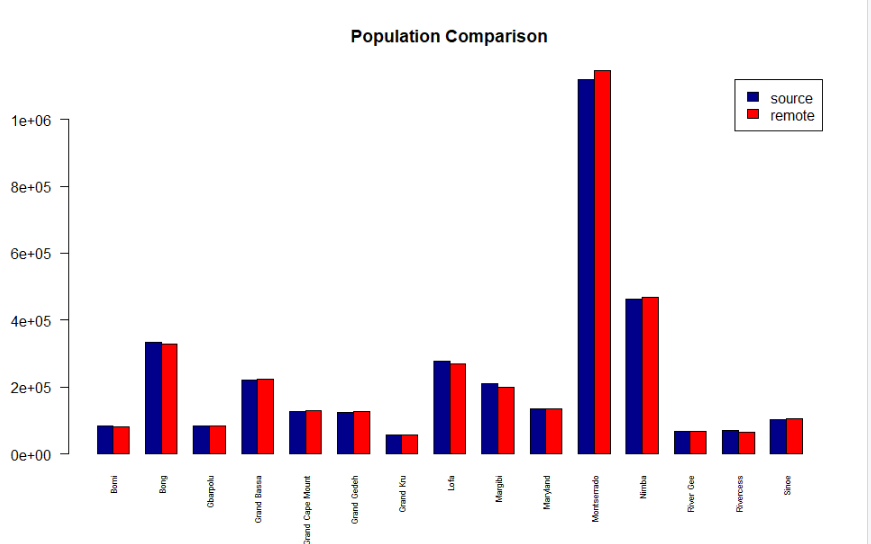 Population Comparison
source
remote
1e+06
8e+05
6e+05
4e+05
2e+05
0e+00
Bomi
Bong
Gbarpolu
Grand Bassa
Grand Cape Mount
Grand Gedeh
Grand Kru
Lofa
Margibi
Maryland
Montserrado
Nimba
River Gee
Rivercess
Sinoe